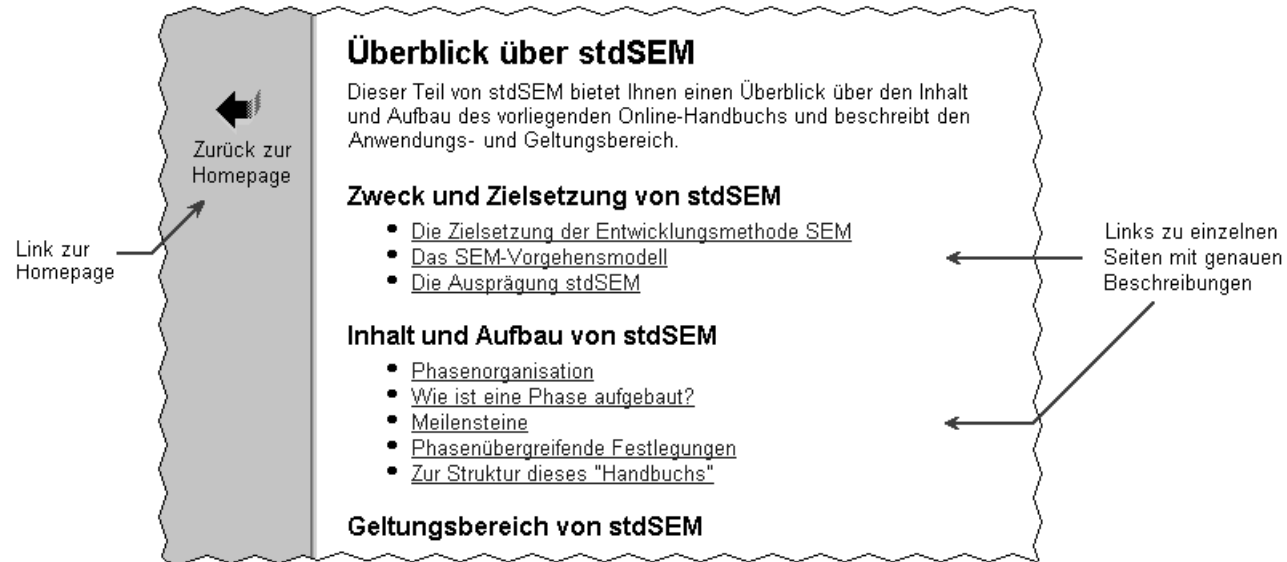 Überblick über stdSEM
Dieser Teil von stdSEM bietet Ihnen einen Überblick über den Inhalt
und Aufbau des vorliegenden Online-Handbuchs und beschreibt den
Anwendungs- und Geltungsbereich.
Zurück zur
Homepage
Zweck und Zielsetzung von stdSEM
Die Zielsetzung der Entwicklungsmethode SEM
Das SEM-Vorgehensmodell
Die Ausprägung stdSEM
Link zur
Homepage
Links zu einzelnen
Seiten mit genauen
Beschreibungen
Inhalt und Aufbau von stdSEM
Phasenorganisation
Wie ist eine Phase aufgebaut?
Meilensteine
Phasenübergreifende Festlegungen
Zur Struktur dieses "Handbuchs"
Geltungsbereich von stdSEM